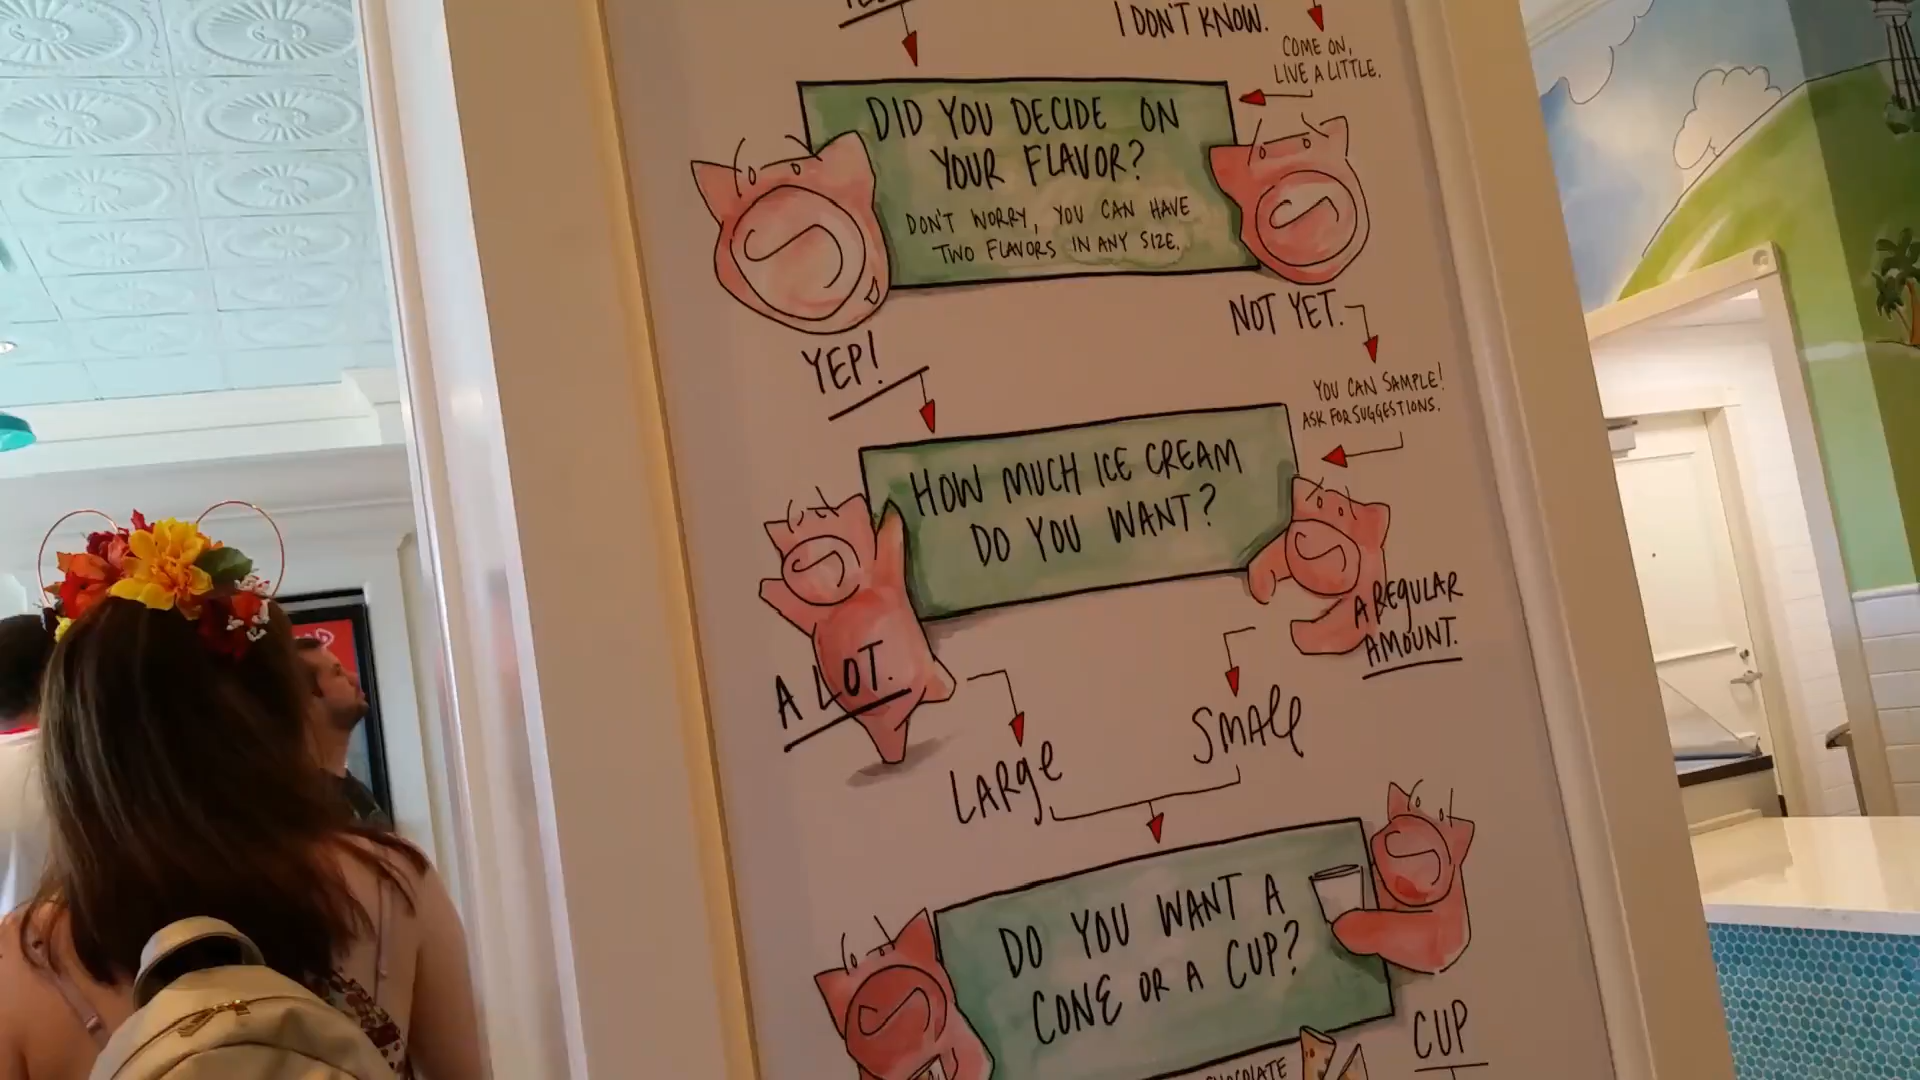 I DON'T KNOW.
COME ON,
LIVE A LITTLE.
DID YOU DECIDE ON
YOUR FLAVOR?
DON'T WORRY, YOU CAN HAVE
TWO FLAVORS IN ANY SIZE.
YEP!
NOT YET.
YOU CAN SAMPLE!
ASK FOR SUGGESTIONS.
HOW MUCH ICE CREAM
DO YOU WANT?
A LOT.
A REGULAR
AMOUNT.
LARGE
SMALL
DO YOU WANT A
CONE OR A CUP?
CUP
CHOCOLATE